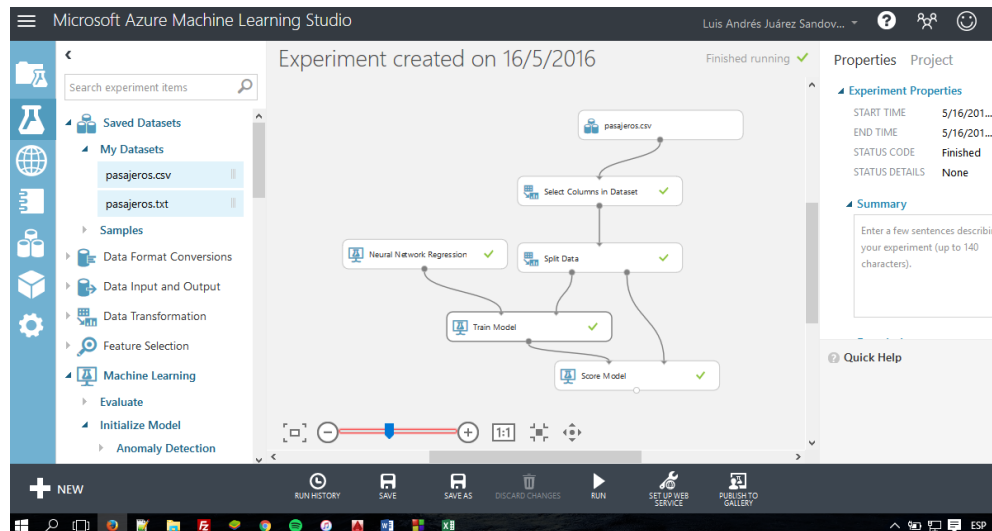 Microsoft Azure Machine Learning Studio
Luis Andrés Juárez Sandov...
Search experiment items
Saved Datasets
My Datasets
pasajeros.csv
pasajeros.txt
Samples
Data Format Conversions
Data Input and Output
Data Transformation
Feature Selection
Machine Learning
Evaluate
Initialize Model
Anomaly Detection
Experiment created on 16/5/2016
Finished running
pasajeros.csv
Select Columns in Dataset
Neural Network Regression
Split Data
Train Model
Score Model
1:1
Properties Project
Experiment Properties
START TIME 5/16/201...
END TIME 5/16/201...
STATUS CODE Finished
STATUS DETAILS None
Summary
Enter a few sentences describin
your experiment (up to 140
characters).
Quick Help
NEW
RUN HISTORY
SAVE
SAVE AS
DISCARD CHANGES
RUN
SET UP WEB
SERVICE
PUBLISH TO
GALLERY
ESP